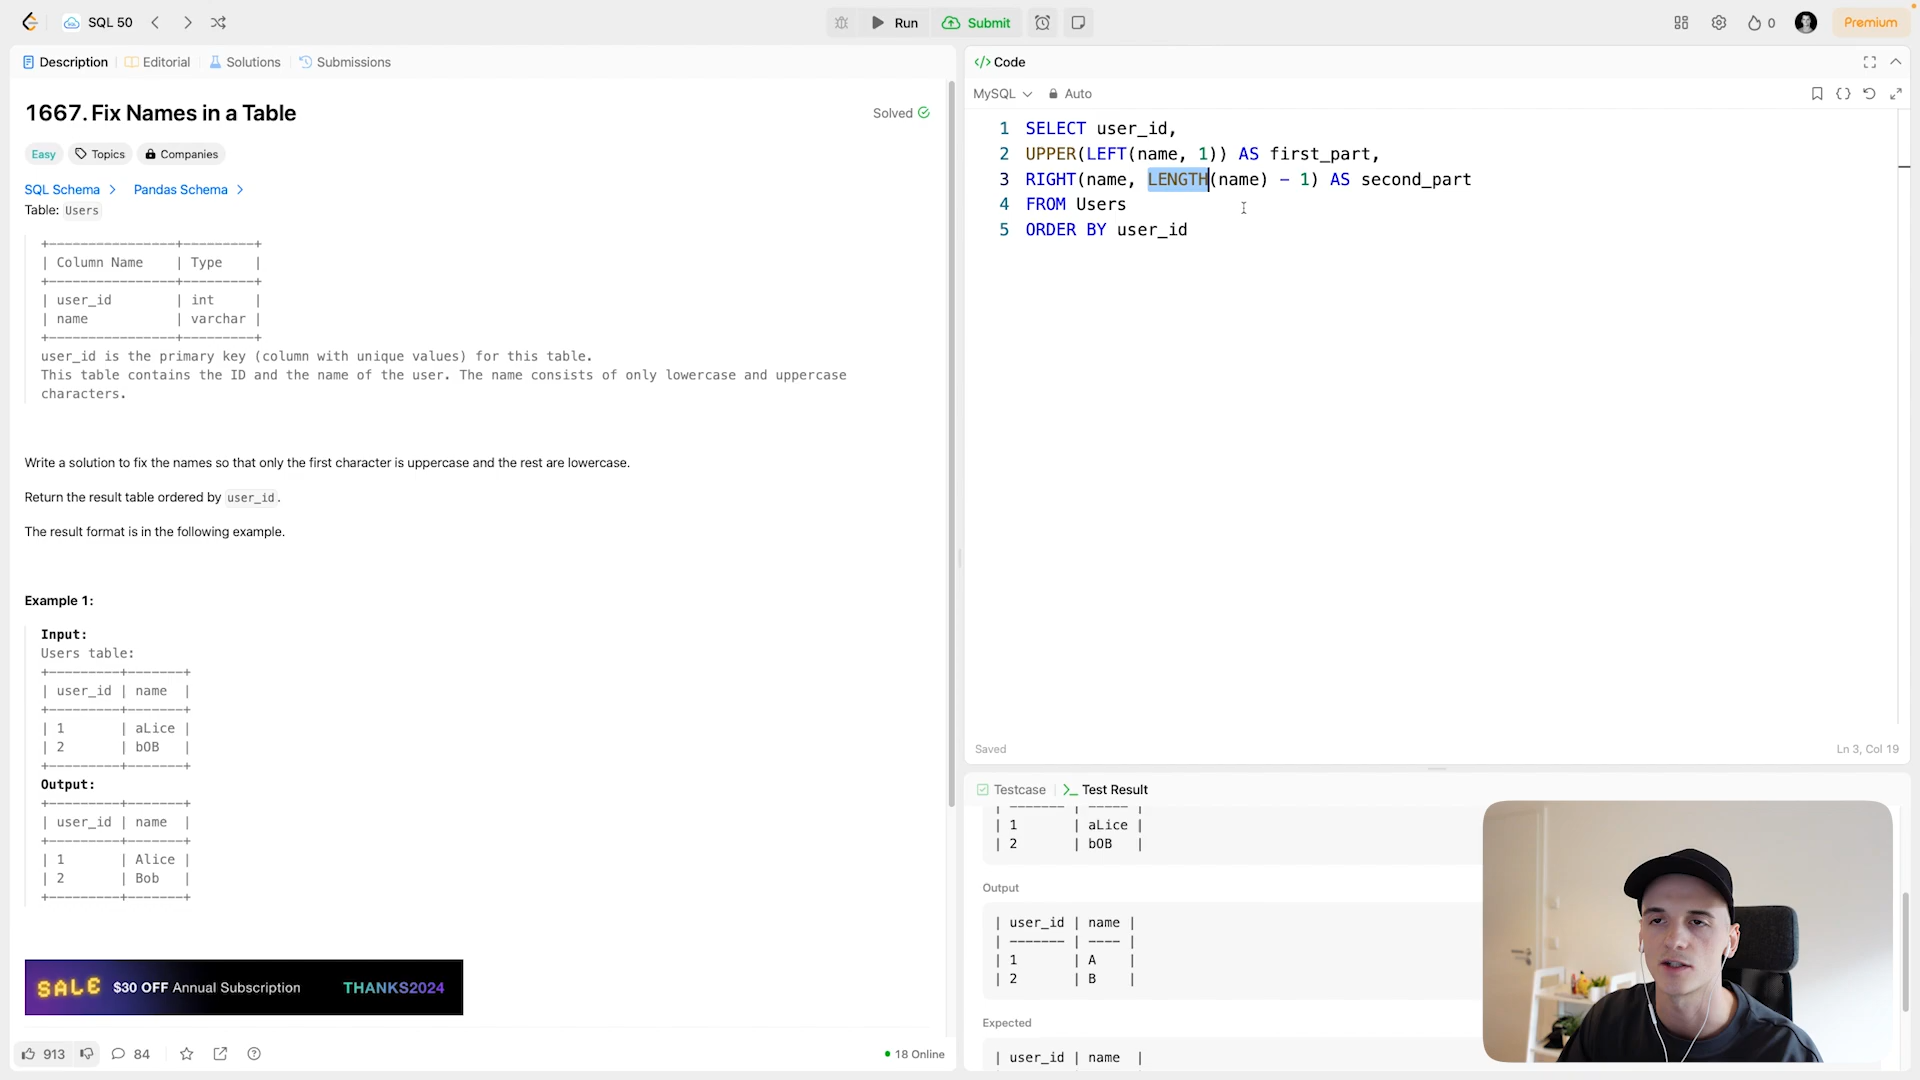 SQL 50
Run
Submit
0
Premium
Description
Editorial
Solutions
Submissions
1667. Fix Names in a Table
Solved
Easy
Topics
Companies
SQL Schema
Pandas Schema
Table: Users
+----------------+---------+
| Column Name    | Type    |
+----------------+---------+
| user_id        | int     |
| name           | varchar |
+----------------+---------+
user_id is the primary key (column with unique values) for this table.
This table contains the ID and the name of the user. The name consists of only lowercase and uppercase
characters.
Write a solution to fix the names so that only the first character is uppercase and the rest are lowercase.
Return the result table ordered by user_id.
The result format is in the following example.
Example 1:
Input:
Users table:
+---------+-------+
| user_id | name  |
+---------+-------+
| 1       | aLice |
| 2       | bOB   |
+---------+-------+
Output:
+---------+-------+
| user_id | name  |
+---------+-------+
| 1       | Alice |
| 2       | Bob   |
+---------+-------+
SALE $30 OFF Annual Subscription THANKS2024
913
84
18 Online
</> Code
MySQL
Auto
1 SELECT user_id,
2 UPPER(LEFT(name, 1)) AS first_part,
3 RIGHT(name, LENGTH(name) - 1) AS second_part
4 FROM Users
5 ORDER BY user_id
Saved
Ln 3, Col 19
Testcase
>_ Test Result
| ------- | ----- |
| 1       | aLice |
| 2       | bOB   |
Output
| user_id | name |
| ------- | ---- |
| 1       | A    |
| 2       | B    |
Expected
| user_id | name  |